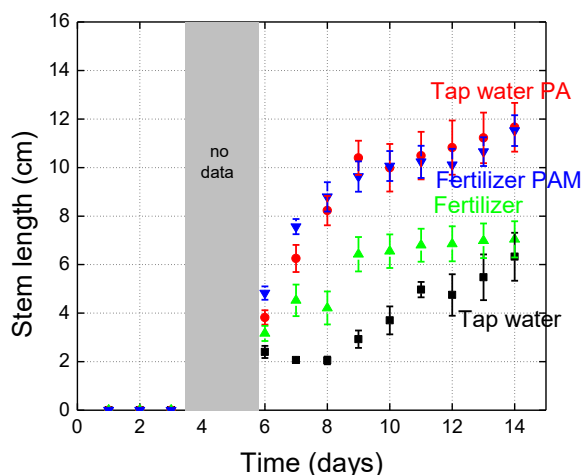 16
14
12
10
8
6
4
2
0
Stem length (cm)
no
data
Tap water PA
Fertilizer PAM
Fertilizer
Tap water
0 2 4 6 8 10 12 14
Time (days)